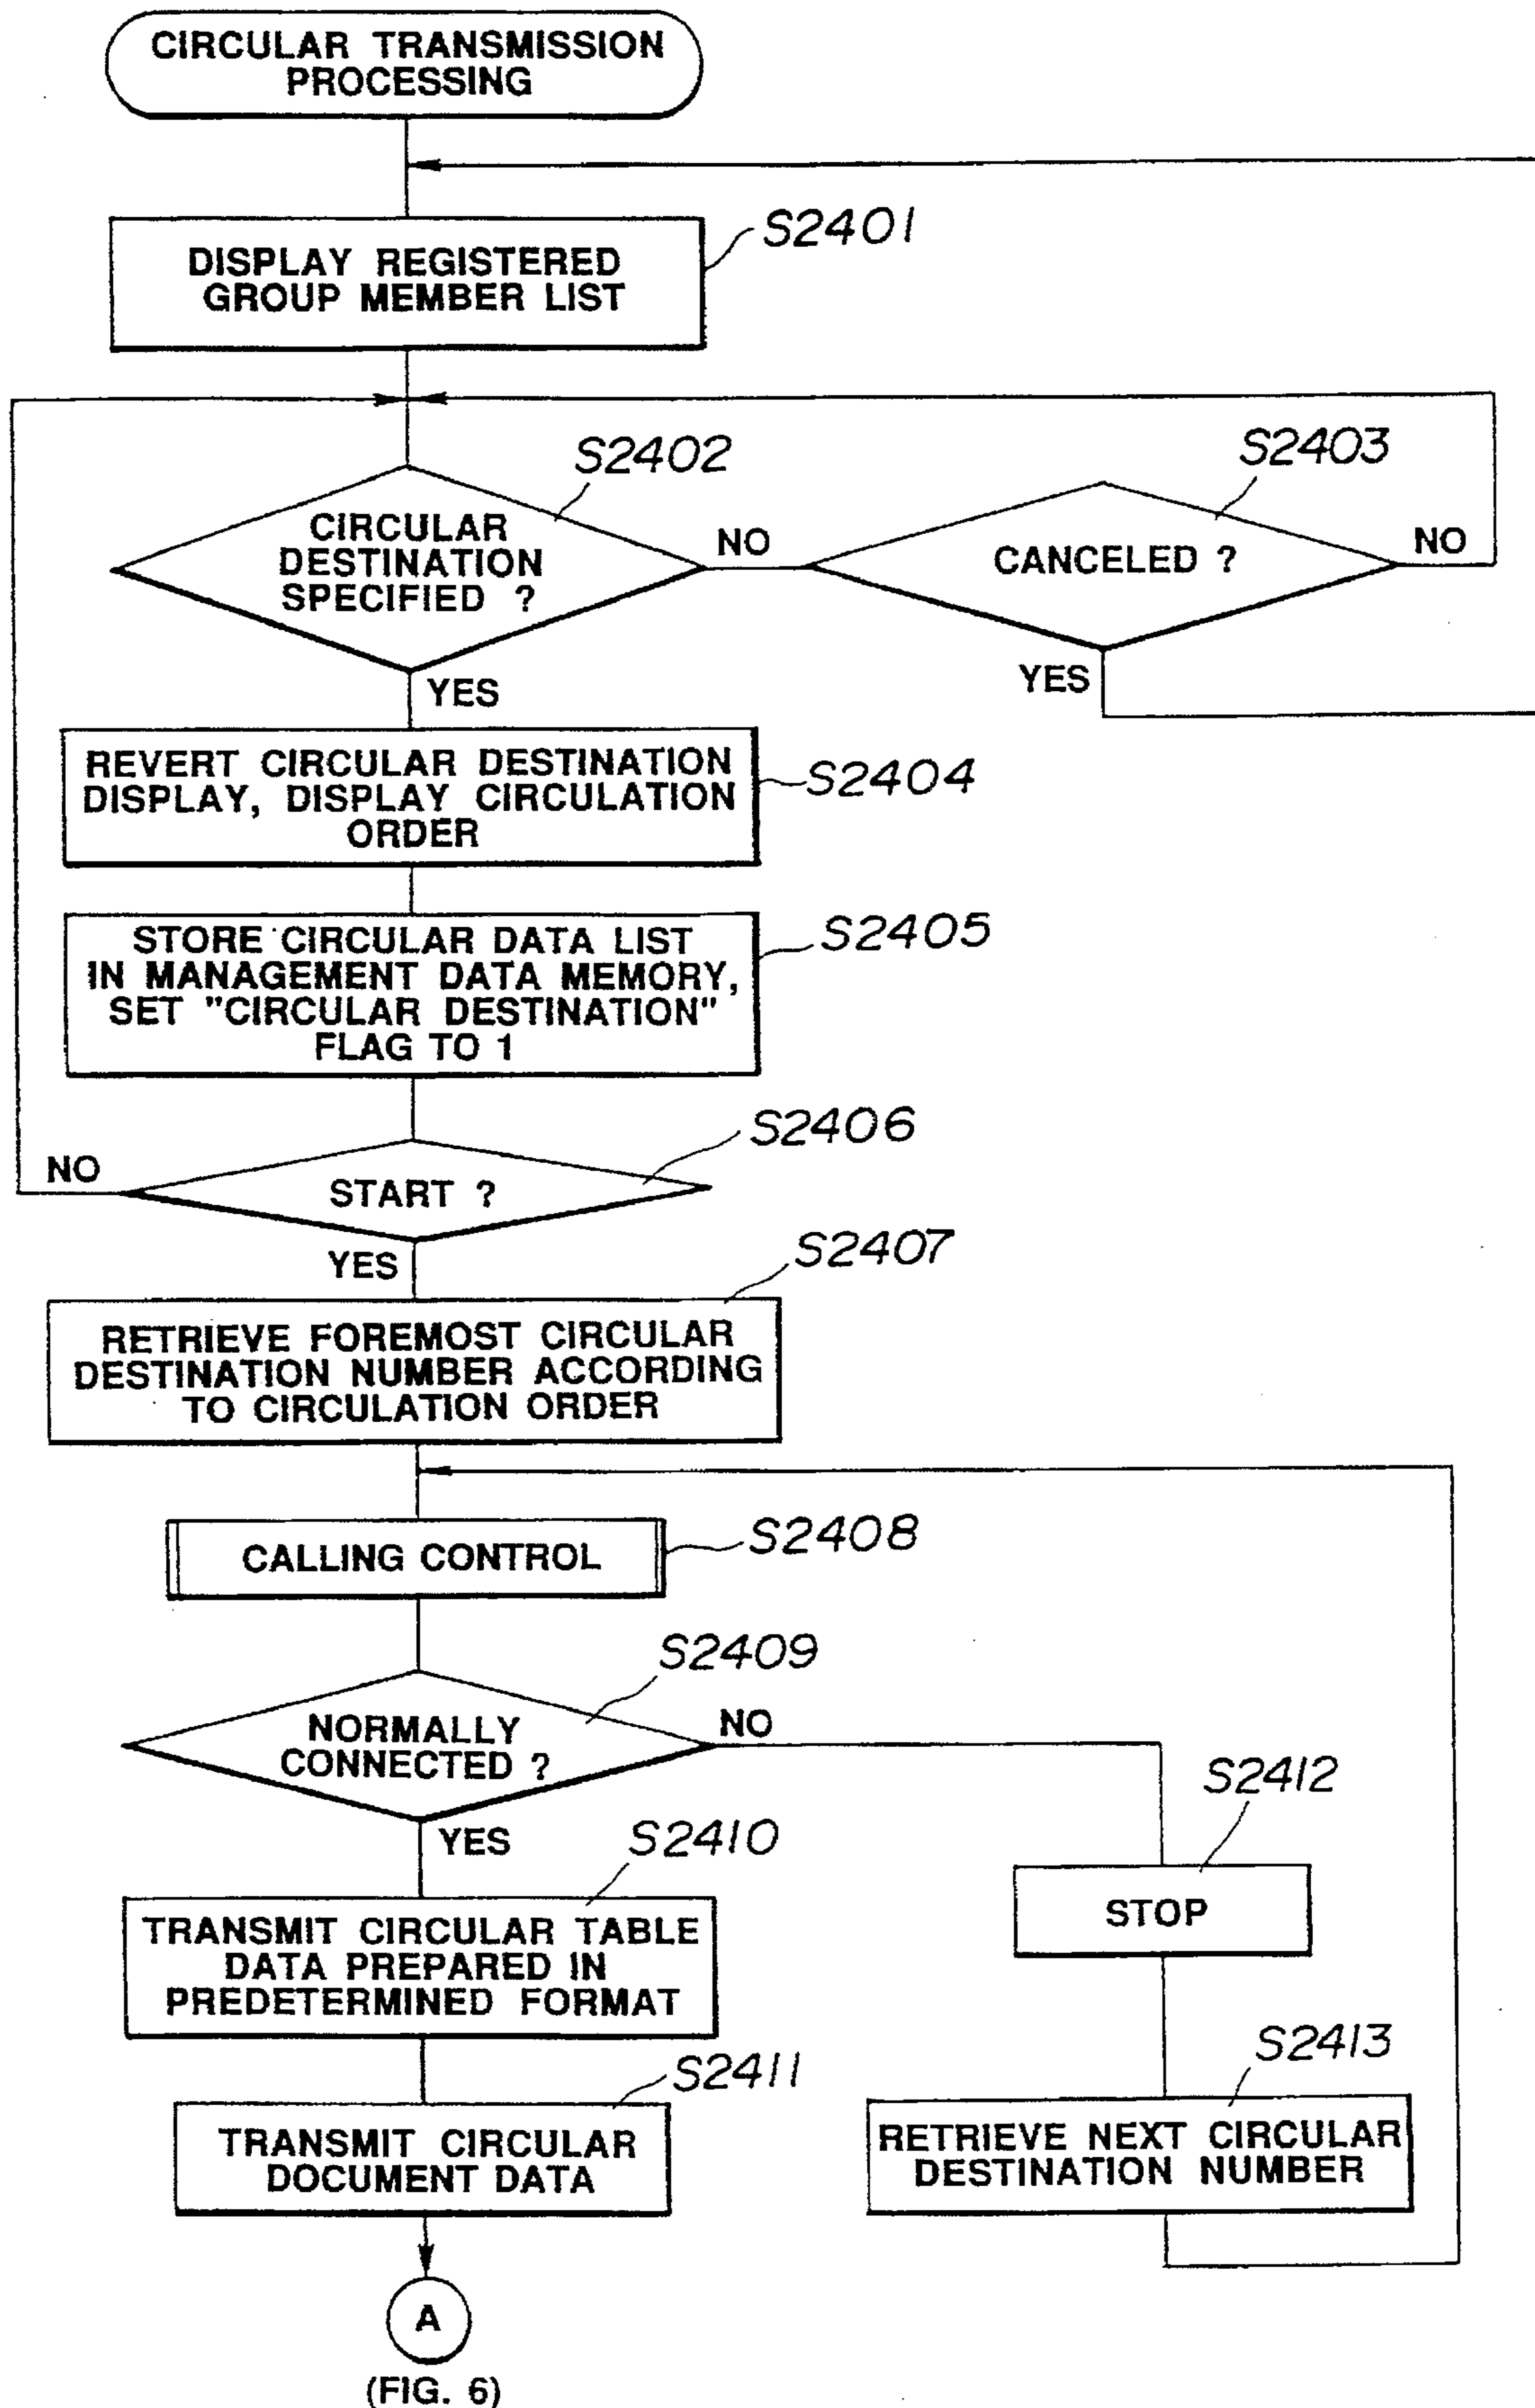 CIRCULAR TRANSMISSION
PROCESSING
S2401
DISPLAY REGISTERED
GROUP MEMBER LIST
S2402
CIRCULAR
DESTINATION
SPECIFIED ?
NO
S2403
CANCELED ?
NO
YES
YES
REVERT CIRCULAR DESTINATION
DISPLAY, DISPLAY CIRCULATION
ORDER
S2404
STORE CIRCULAR DATA LIST
IN MANAGEMENT DATA MEMORY,
SET "CIRCULAR DESTINATION"
FLAG TO 1
S2405
S2406
NO
START ?
YES
S2407
RETRIEVE FOREMOST CIRCULAR
DESTINATION NUMBER ACCORDING
TO CIRCULATION ORDER
CALLING CONTROL
S2408
S2409
NORMALLY
CONNECTED ?
NO
YES
S2410
TRANSMIT CIRCULAR TABLE
DATA PREPARED IN
PREDETERMINED FORMAT
S2412
STOP
S2411
TRANSMIT CIRCULAR
DOCUMENT DATA
S2413
RETRIEVE NEXT CIRCULAR
DESTINATION NUMBER
A
(FIG. 6)